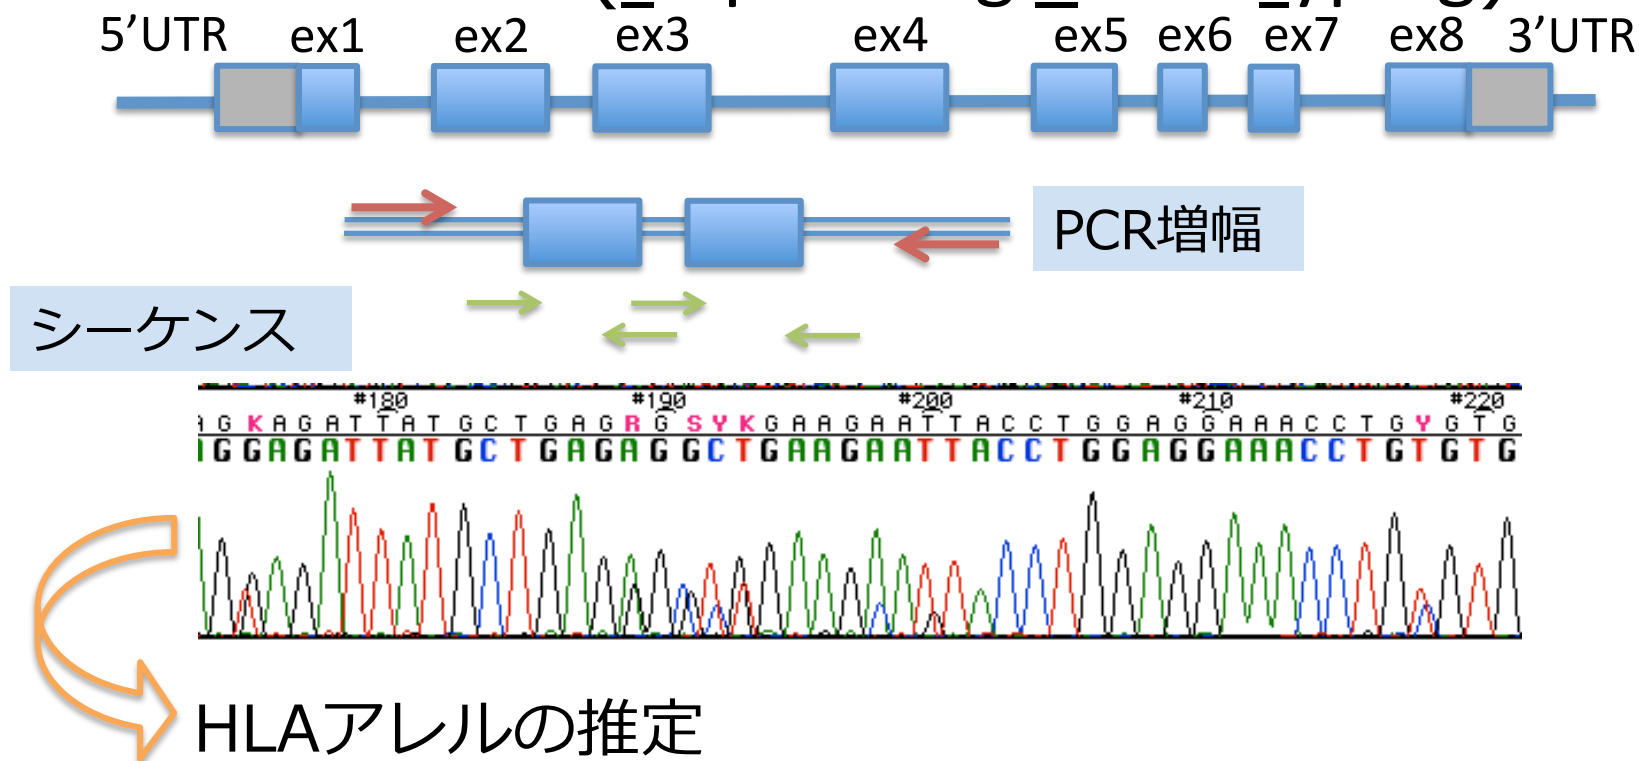 5'UTR ex1 ex2 ex3 ex4 ex5 ex6 ex7 ex8 3'UTR
PCR増幅
シーケンス
#180 #190 #200 #210 #220
G K A G A T T A T G C T G A G R G S Y K G A A G A A T T A C C T G G A G G A A A C C T G Y G T G
G G A G A T T A T G C T G A G A G G C T G A A G A A T T A C C T G G A G G A A A C C T G T G T G
HLAアレルの推定